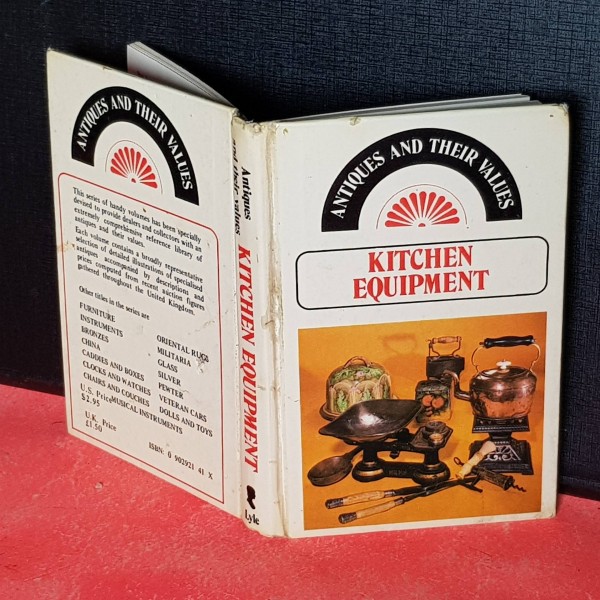 ANTIQUES AND THEIR VALUES
This series of handy volumes has been specially
devised to provide dealers and collectors with an
extremely comprehensive reference library of
antiques and their values.
Each volume contains a broadly representative
selection of detailed illustrations of specialised
antiques accompanied by descriptions and
prices computed from recent auction figures
gathered throughout the United Kingdom.
Other titles in the series are
FURNITURE
INSTRUMENTS
BRONZES
CHINA
CADDIES AND BOXES
CLOCKS AND WATCHES
CHAIRS AND COUCHES
MUSICAL INSTRUMENTS
ORIENTAL RUGS
MILITARIA
GLASS
SILVER
PEWTER
VETERAN CARS
DOLLS AND TOYS
U.S. Price
$2.95
U.K. Price
£1.50
ISBN: 0 902921 41 X
Antiques
and their values
KITCHEN EQUIPMENT
Lyle
ANTIQUES AND THEIR VALUES
KITCHEN
EQUIPMENT